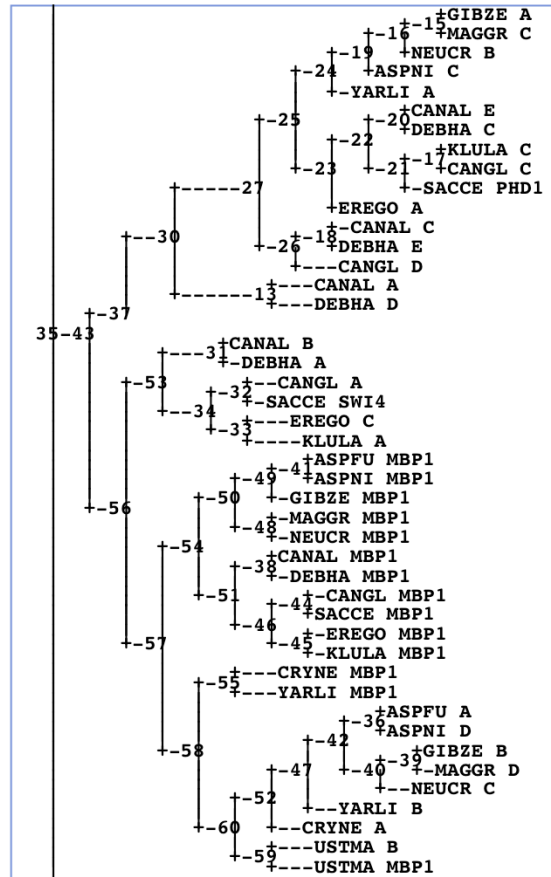 +GIBZE A
-15
+MAGGR C
-16
+-NEUCR B
-19
+ASPNI C
-24
+-YARLI A
-25
+CANAL E
-20
+DEBHA C
-22
+KLULA C
-17
-23
-21
+CANGL C
+-SACCE PHD1
-----27
+EREGO A
+-CANAL C
-18
--30
-26
+DEBHA E
+---CANGL D
+---CANAL A
-----13
+---DEBHA D
-37
35-43
+CANAL B
---31
+-DEBHA A
-53
+--CANGL A
-32
+-SACCE SWI4
--34
+---EREGO C
-33
+----KLULA A
+ASPFU MBP1
-41
-49
+ASPNI MBP1
-50
+-GIBZE MBP1
-56
+-MAGGR MBP1
-48
+-NEUCR MBP1
-54
+CANAL MBP1
-38
+-DEBHA MBP1
-51
+-CANGL MBP1
-44
+SACCE MBP1
-46
+-EREGO MBP1
-57
-45
+-KLULA MBP1
+---CRYNE MBP1
-55
+---YARLI MBP1
+ASPFU A
-36
+ASPNI D
-42
+GIBZE B
-58
-39
-47
-40
+-MAGGR D
+--NEUCR C
-52
+--YARLI B
-60
+--CRYNE A
+--USTMA B
-59
+---USTMA MBP1